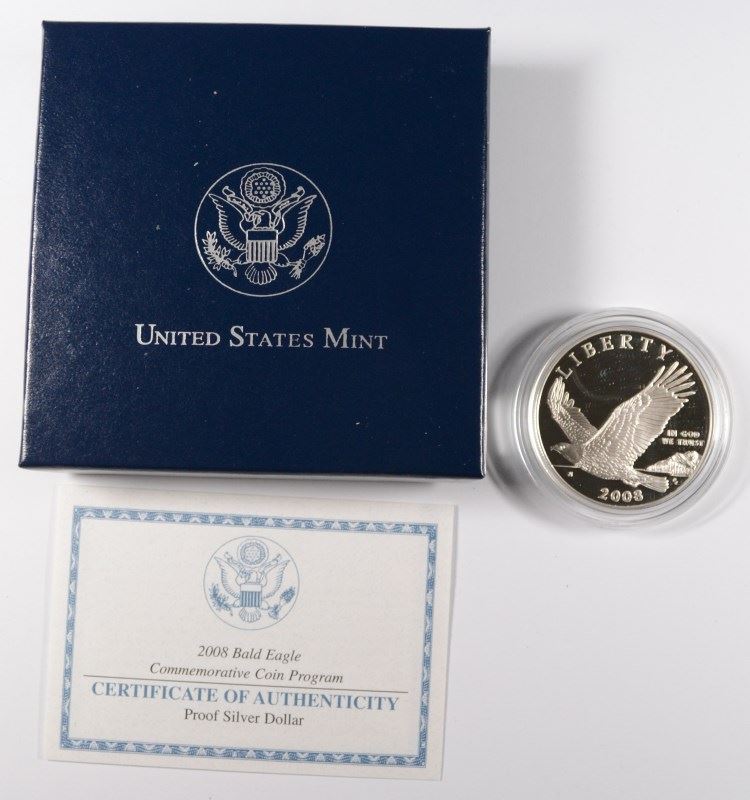 UNITED STATES MINT
LIBERTY
IN GOD
WE TRUST
2008
2008 Bald Eagle
Commemorative Coin Program
CERTIFICATE OF AUTHENTICITY
Proof Silver Dollar